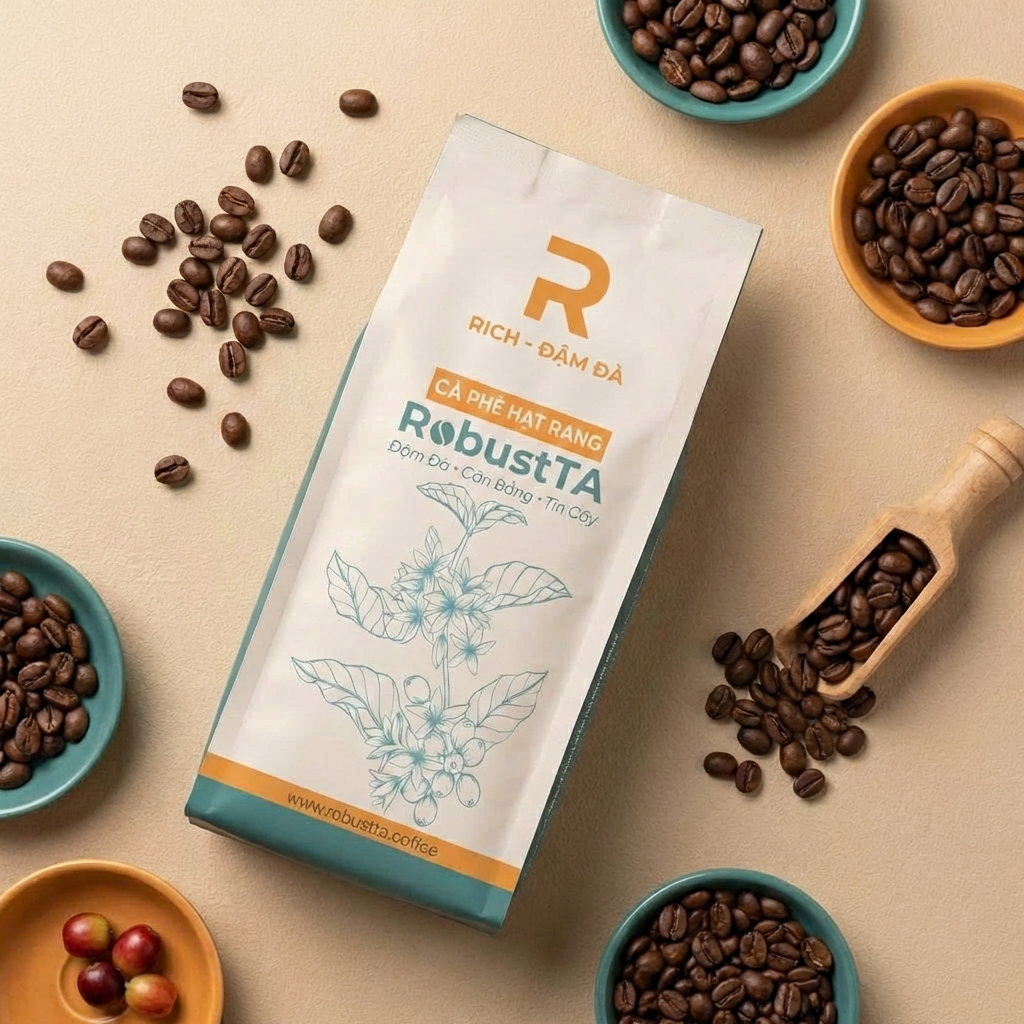 R
RICH - ĐẬM ĐÀ
CÀ PHÊ HẠT RANG
RobustTA
Đậm Đà • Cân Bằng • Tin Cậy
www.robustta.coffee